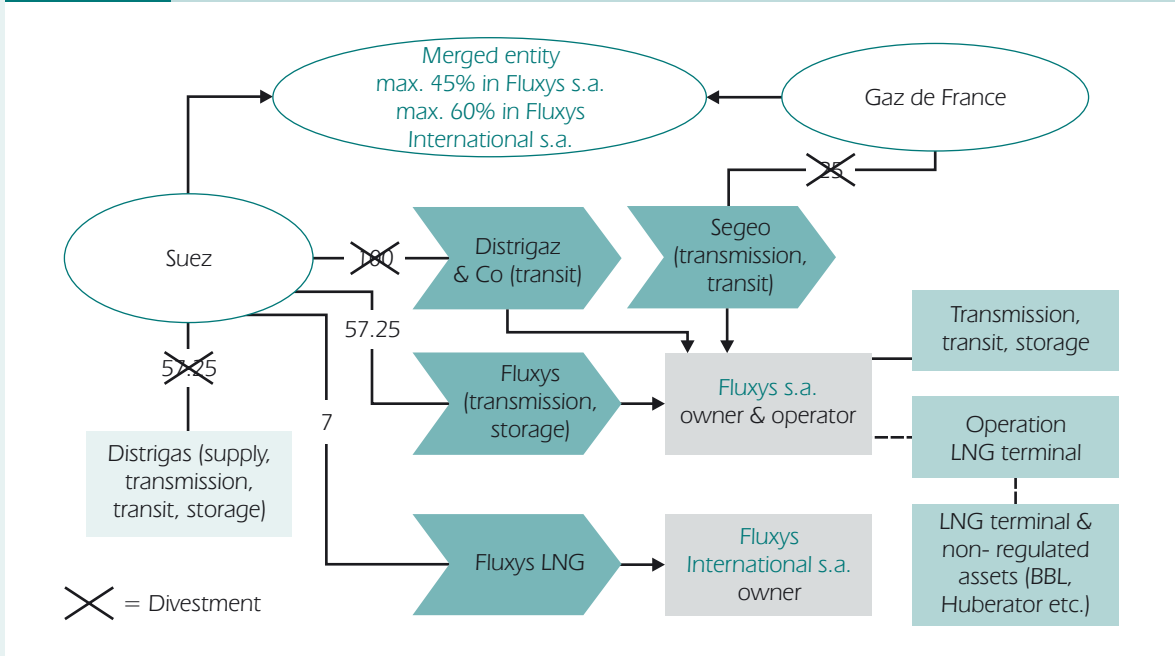 Merged entity
max. 45% in Fluxys s.a.
max. 60% in Fluxys
International s.a.
Gaz de France
25
Suez
100
Distrigaz
& Co (transit)
Segeo
(transmission,
transit)
57.25
57.25
7
Transmission,
transit, storage
Fluxys
(transmission,
storage)
Fluxys s.a.
owner & operator
Operation
LNG terminal
Distrigas (supply,
transmission,
transit, storage)
Fluxys LNG
Fluxys
International s.a.
owner
LNG terminal &
non- regulated
assets (BBL,
Huberator etc.)
= Divestment